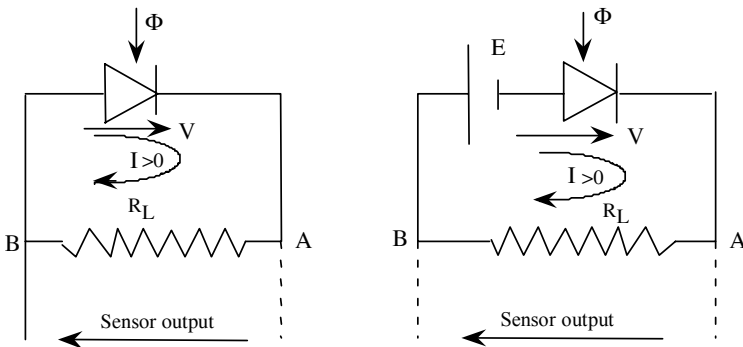 Φ
V
I >0
R_L
B
A
Sensor output
Φ
E
V
I >0
R_L
B
A
Sensor output